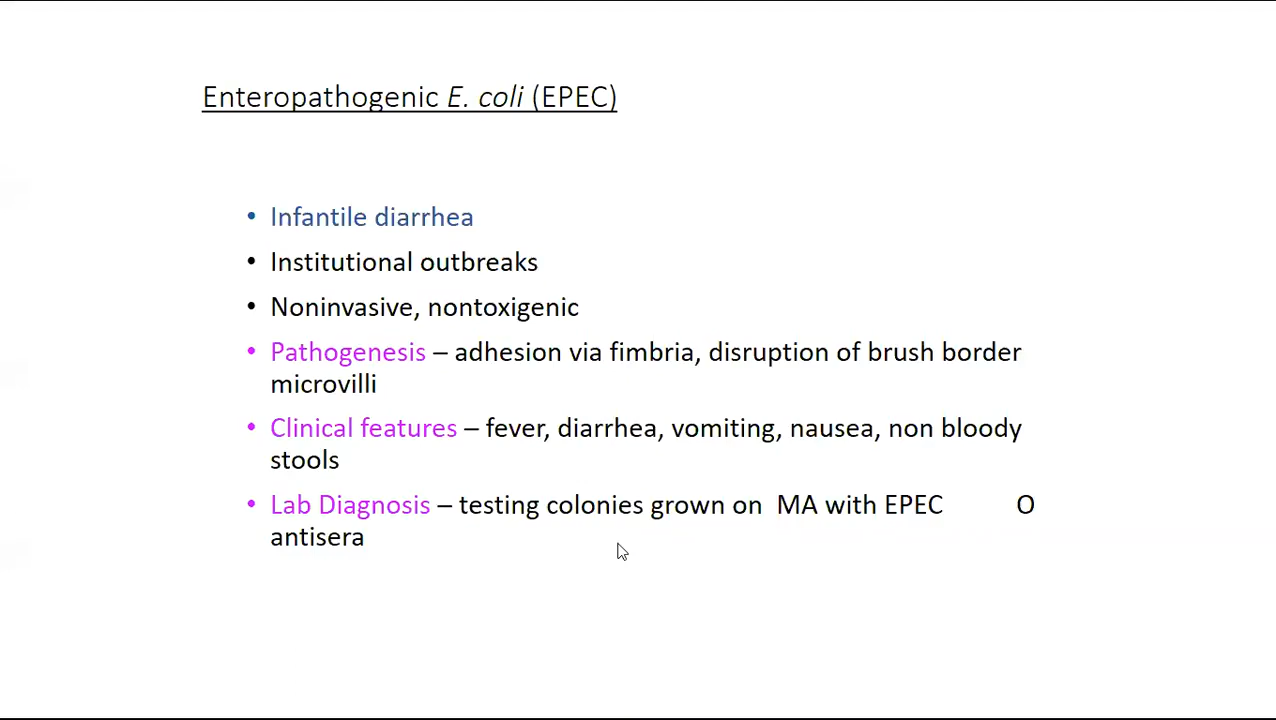 Enteropathogenic E. coli (EPEC)
• Infantile diarrhea
• Institutional outbreaks
• Noninvasive, nontoxigenic
• Pathogenesis – adhesion via fimbria, disruption of brush border
microvilli
• Clinical features – fever, diarrhea, vomiting, nausea, non bloody
stools
• Lab Diagnosis – testing colonies grown on MA with EPEC O
antisera